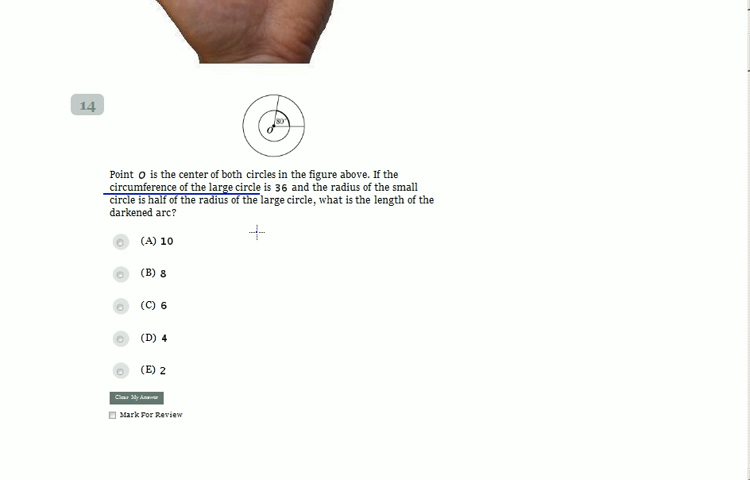 14
80°
O
Point O is the center of both circles in the figure above. If the
circumference of the large circle is 36 and the radius of the small
circle is half of the radius of the large circle, what is the length of the
darkened arc?
(A) 10
(B) 8
(C) 6
(D) 4
(E) 2
Clear My Answer
Mark For Review